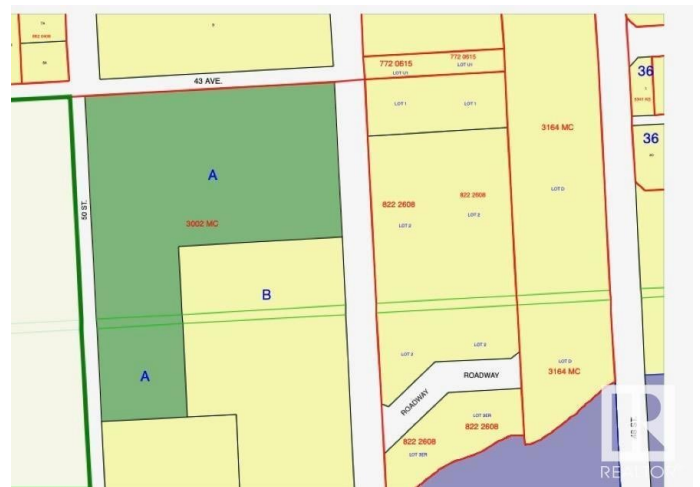 43 AVE.
50 ST.
A
3002 MC
B
A
772 0615
LOT U1
772 0615
LOT U1
LOT 1
LOT 1
822 2608
LOT 2
822 2608
LOT 2
3164 MC
LOT D
36
36
LOT 2
LOT 2
LOT D
3164 MC
ROADWAY
ROADWAY
LOT 3ER
822 2608
822 2608
LOT 3ER
48 ST.